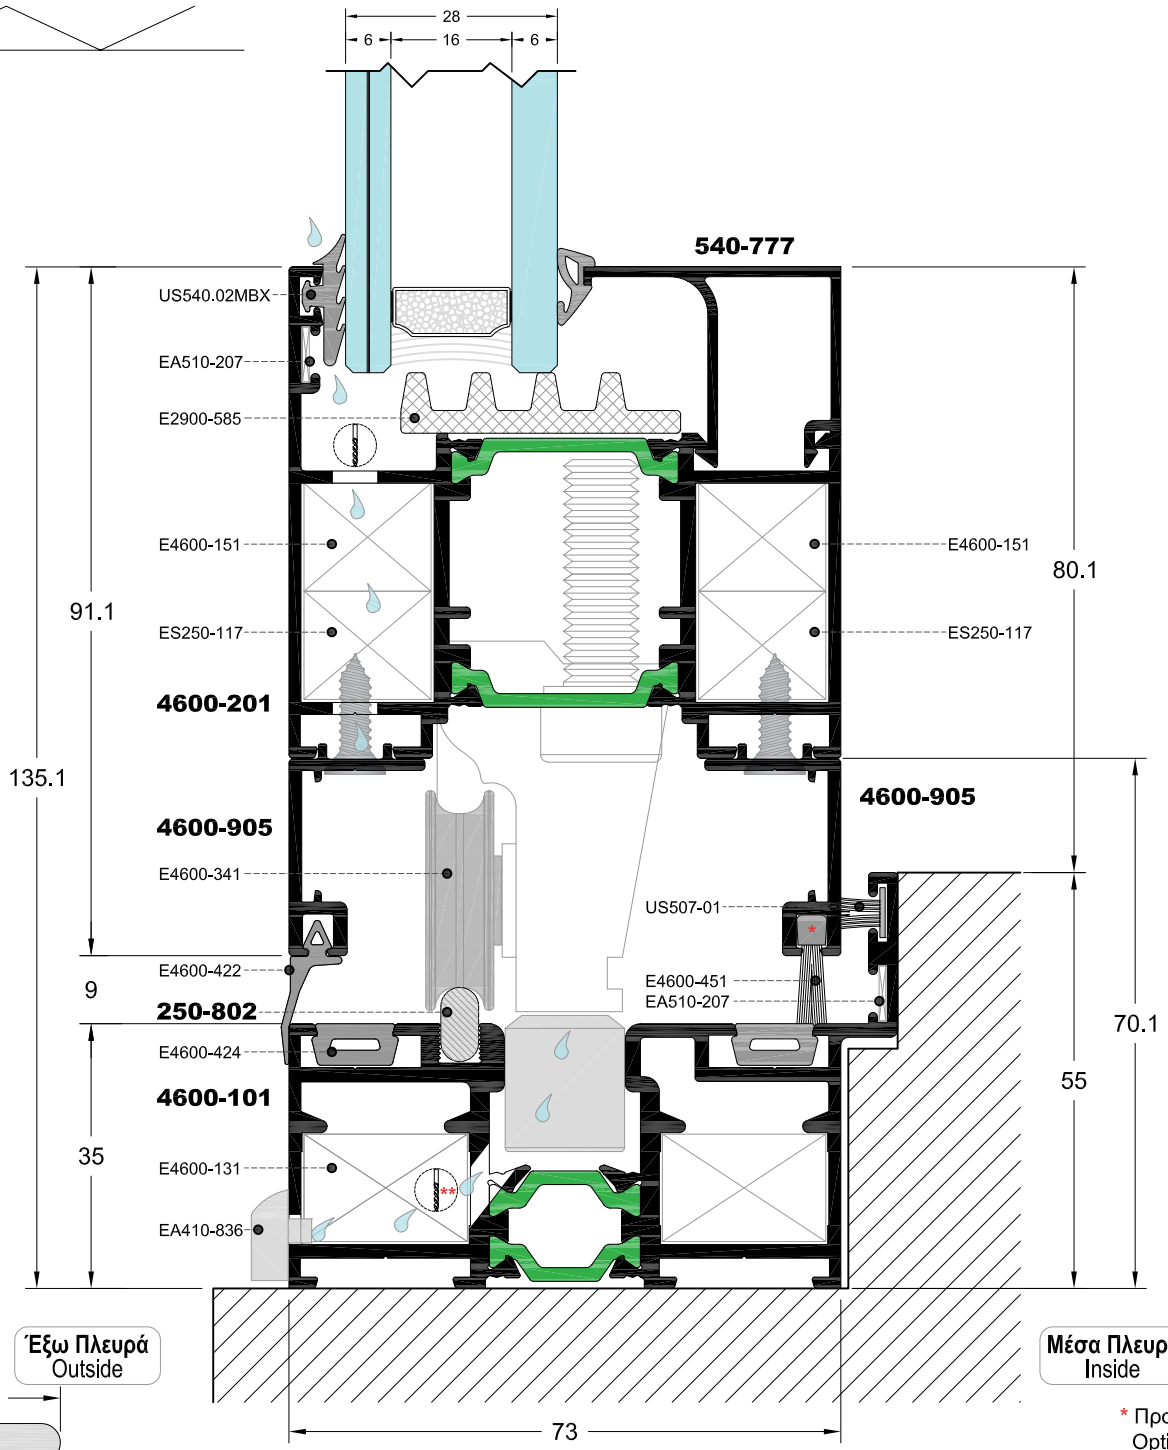 28
6 16 6
540-777
US540.02MBX
EA510-207
E2900-585
E4600-151
E4600-151
80.1
91.1
ES250-117
ES250-117
4600-201
135.1
4600-905
4600-905
E4600-341
US507-01
*
E4600-422
E4600-451
9
EA510-207
250-802
70.1
E4600-424
55
4600-101
35
E4600-131
**
EA410-836
Έξω Πλευρά
Outside
Inside
73
*